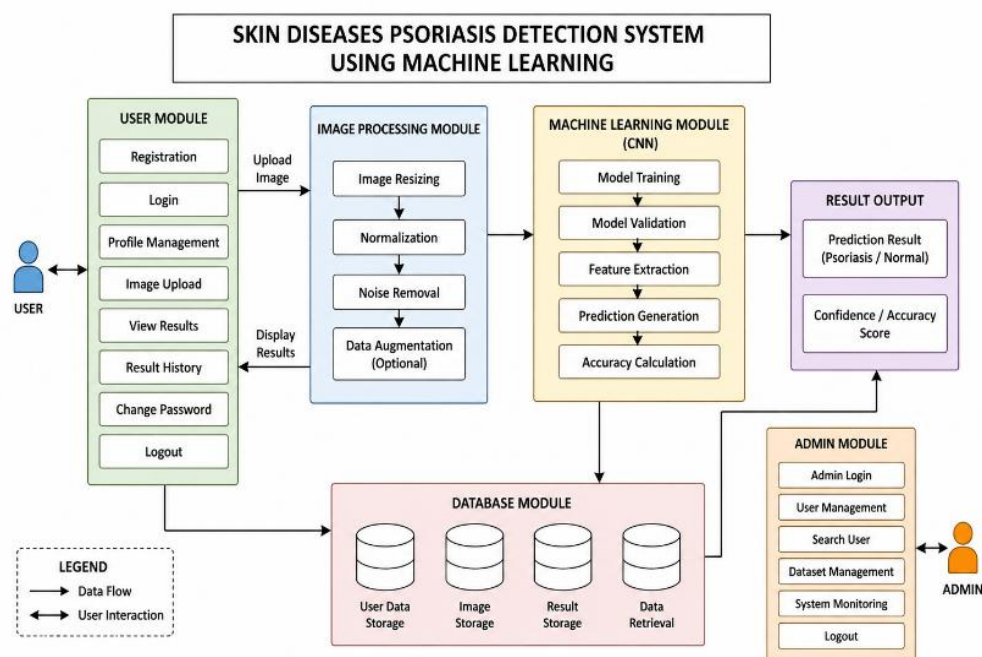 SKIN DISEASES PSORIASIS DETECTION SYSTEM
USING MACHINE LEARNING
USER MODULE
Registration
Login
Profile Management
Image Upload
View Results
Result History
Change Password
Logout
USER
Upload
Image
Display
Results
IMAGE PROCESSING MODULE
Image Resizing
Normalization
Noise Removal
Data Augmentation
(Optional)
MACHINE LEARNING MODULE
(CNN)
Model Training
Model Validation
Feature Extraction
Prediction Generation
Accuracy Calculation
RESULT OUTPUT
Prediction Result
(Psoriasis / Normal)
Confidence / Accuracy
Score
DATABASE MODULE
User Data
Storage
Image
Storage
Result
Storage
Data
Retrieval
ADMIN MODULE
Admin Login
User Management
Search User
Dataset Management
System Monitoring
Logout
ADMIN
LEGEND
Data Flow
User Interaction